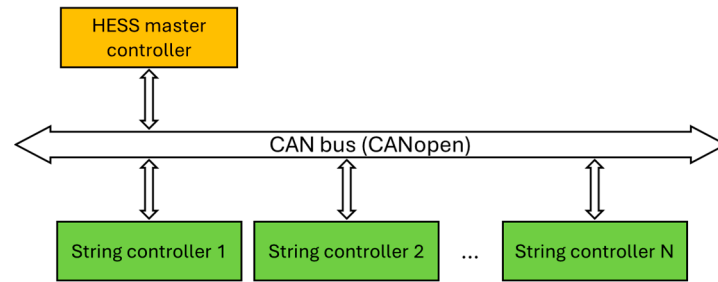 HESS master
controller
CAN bus (CANopen)
String controller 1
String controller 2
...
String controller N